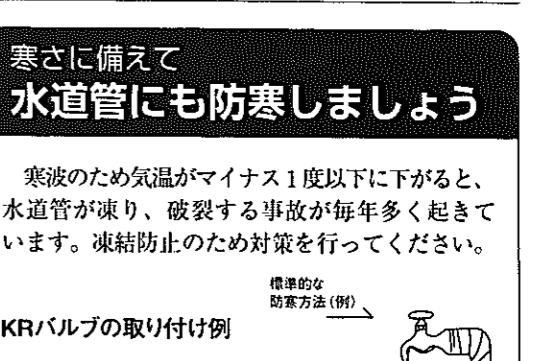 寒さに備えて
水道管にも防寒しましょう
寒波のため気温がマイナス1度以下に下がると、
水道管が凍り、破裂する事故が毎年多く起きて
います。凍結防止のため対策を行ってください。
標準的な
防寒方法(例)
KRバルブの取り付け例